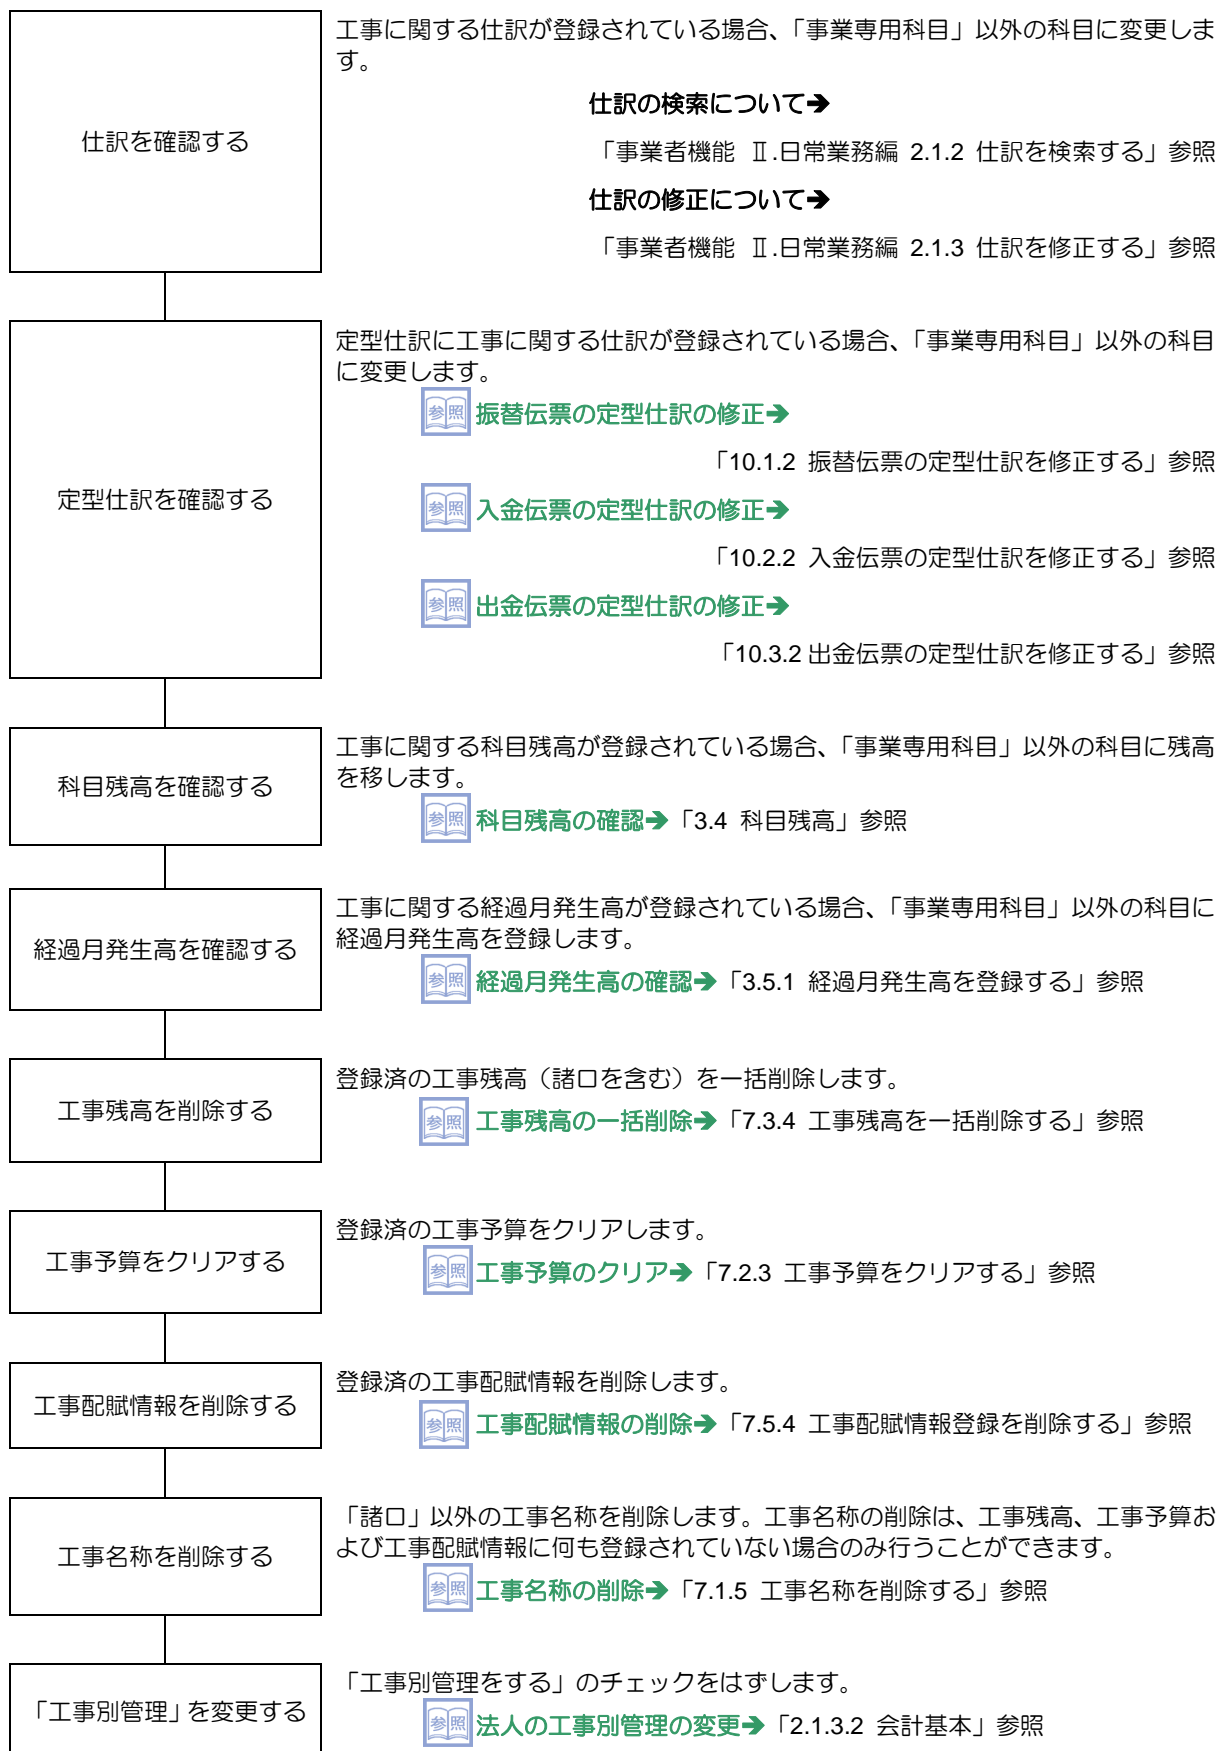 仕訳を確認する
工事に関する仕訳が登録されている場合、「事業専用科目」以外の科目に変更しま
す。
仕訳の検索について➔
「事業者機能 Ⅱ.日常業務編 2.1.2 仕訳を検索する」参照
仕訳の修正について➔
「事業者機能 Ⅱ.日常業務編 2.1.3 仕訳を修正する」参照
定型仕訳を確認する
定型仕訳に工事に関する仕訳が登録されている場合、「事業専用科目」以外の科目
に変更します。
参照 振替伝票の定型仕訳の修正➔
「10.1.2 振替伝票の定型仕訳を修正する」参照
参照 入金伝票の定型仕訳の修正➔
「10.2.2 入金伝票の定型仕訳を修正する」参照
参照 出金伝票の定型仕訳の修正➔
「10.3.2 出金伝票の定型仕訳を修正する」参照
科目残高を確認する
工事に関する科目残高が登録されている場合、「事業専用科目」以外の科目に残高
を移します。
参照 科目残高の確認➔「3.4 科目残高」参照
経過月発生高を確認する
工事に関する経過月発生高が登録されている場合、「事業専用科目」以外の科目に
経過月発生高を登録します。
参照 経過月発生高の確認➔「3.5.1 経過月発生高を登録する」参照
工事残高を削除する
登録済の工事残高（諸口を含む）を一括削除します。
参照 工事残高の一括削除➔「7.3.4 工事残高を一括削除する」参照
工事予算をクリアする
登録済の工事予算をクリアします。
参照 工事予算のクリア➔「7.2.3 工事予算をクリアする」参照
工事配賦情報を削除する
登録済の工事配賦情報を削除します。
参照 工事配賦情報の削除➔「7.5.4 工事配賦情報登録を削除する」参照
工事名称を削除する
「諸口」以外の工事名称を削除します。工事名称の削除は、工事残高、工事予算お
よび工事配賦情報に何も登録されていない場合のみ行うことができます。
参照 工事名称の削除➔「7.1.5 工事名称を削除する」参照
「工事別管理」を変更する
「工事別管理をする」のチェックをはずします。
参照 法人の工事別管理の変更➔「2.1.3.2 会計基本」参照